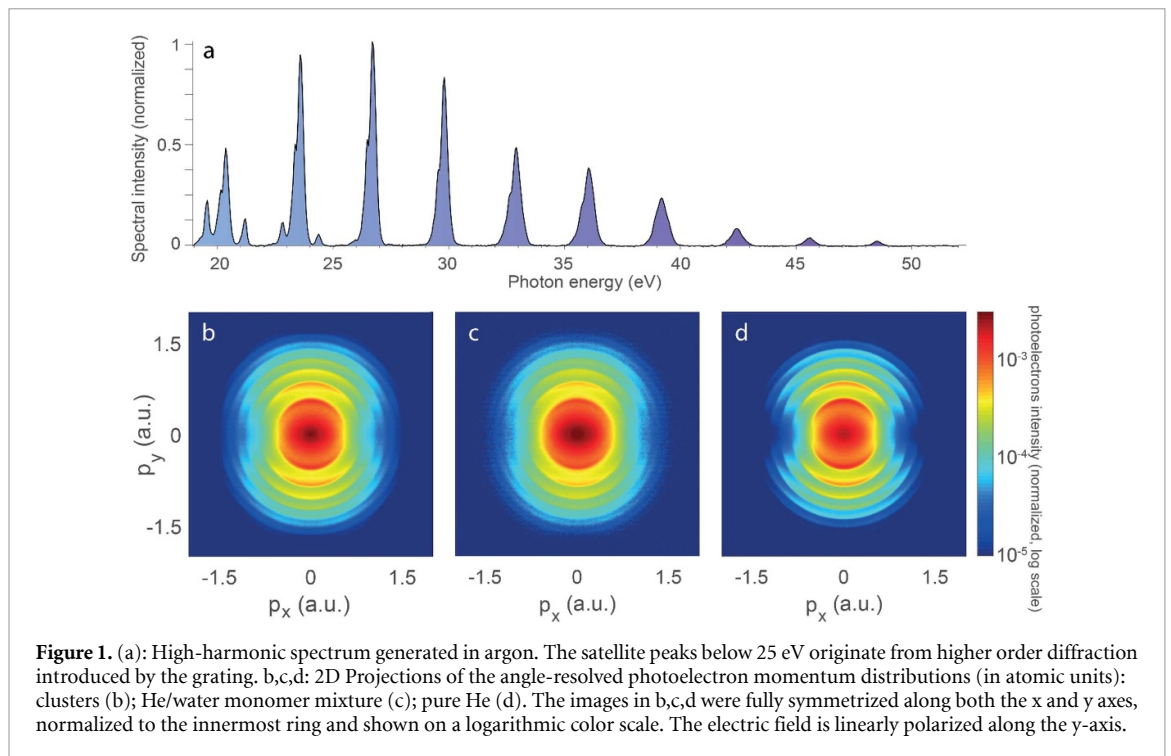 a
Spectral intensity (normalized)
1
0.5
0
20 25 30 35 40 45 50
Photon energy (eV)
b c d
1.5
0
-1.5
p_y (a.u.)
-1.5 0 1.5
p_x (a.u.)
-1.5 0 1.5
p_x (a.u.)
-1.5 0 1.5
p_x (a.u.)
10^-3
10^-4
10^-5
photoelectrons intensity (normalized, log scale)
Figure 1. (a): High-harmonic spectrum generated in argon. The satellite peaks below 25 eV originate from higher order diffraction
introduced by the grating. b,c,d: 2D Projections of the angle-resolved photoelectron momentum distributions (in atomic units):
clusters (b); He/water monomer mixture (c); pure He (d). The images in b,c,d were fully symmetrized along both the x and y axes,
normalized to the innermost ring and shown on a logarithmic color scale. The electric field is linearly polarized along the y-axis.